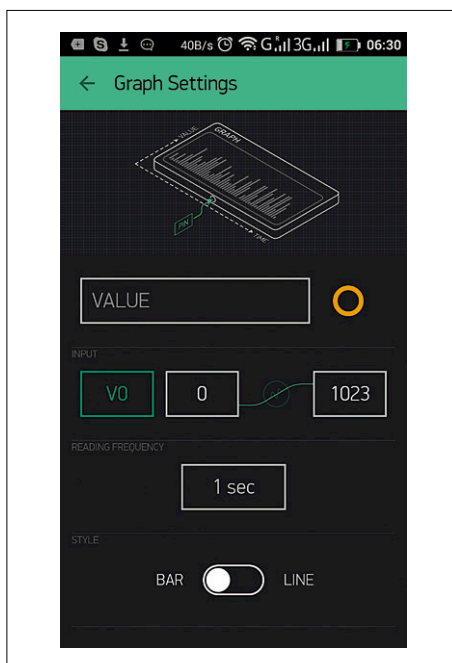 40B/s G R 3G 06:30
← Graph Settings
VALUE
GRAPH
PIN
TIME
VALUE
INPUT
V0 0 1023
READING FREQUENCY
1 sec
STYLE
BAR LINE